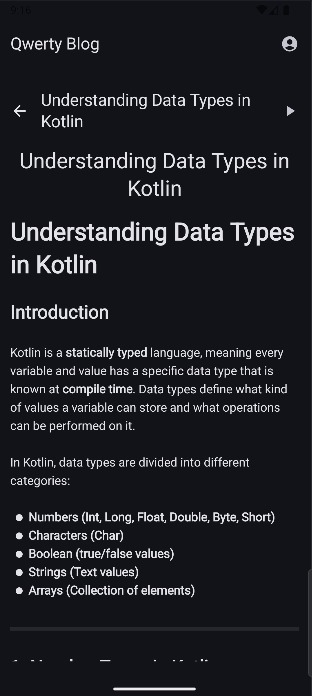 9:16
Qwerty Blog
Understanding Data Types in
Kotlin
Understanding Data Types in
Kotlin
Understanding Data Types
in Kotlin
Introduction
Kotlin is a statically typed language, meaning every
variable and value has a specific data type that is
known at compile time. Data types define what kind
of values a variable can store and what operations
can be performed on it.
In Kotlin, data types are divided into different
categories:
Numbers (Int, Long, Float, Double, Byte, Short)
Characters (Char)
Boolean (true/false values)
Strings (Text values)
Arrays (Collection of elements)